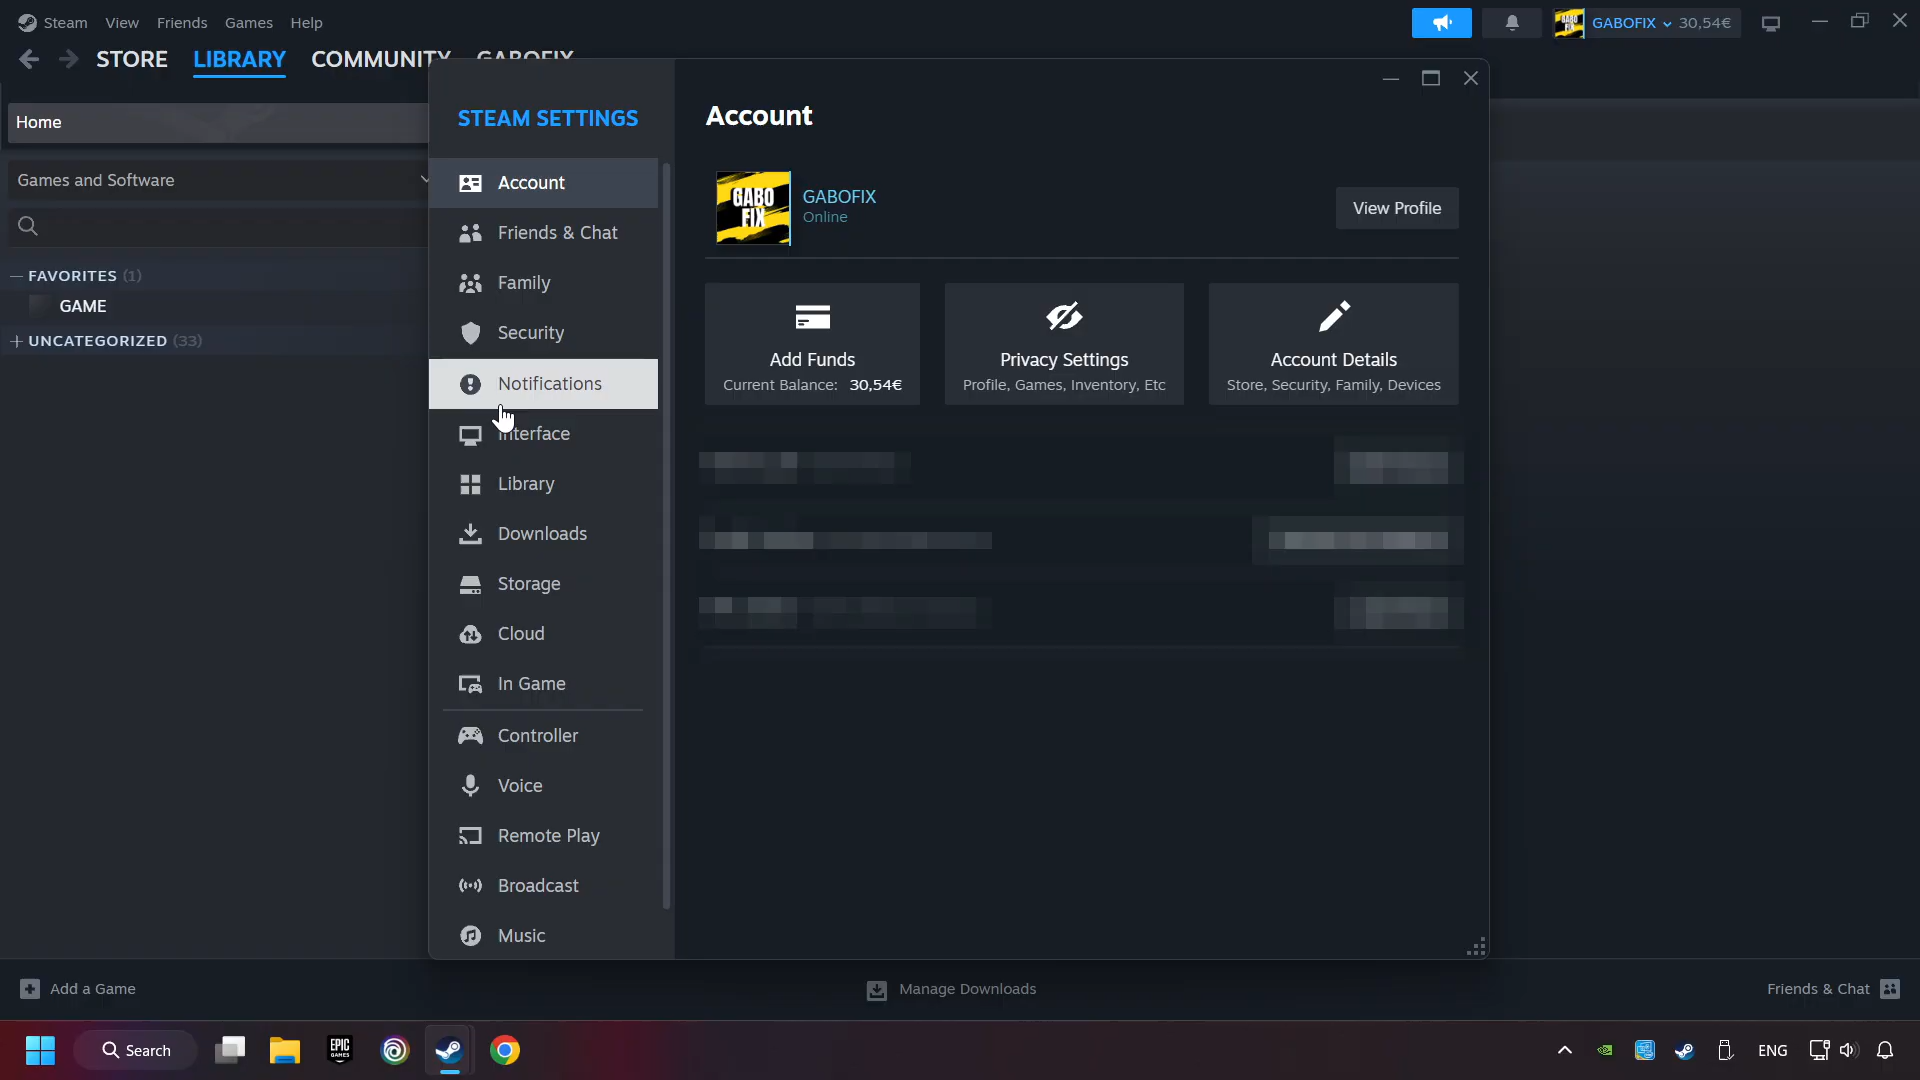 Steam View Friends Games Help
GABOFIX 30,54€
STORE LIBRARY COMMUNITY GABOFIX
Home
Games and Software
FAVORITES (1)
GAME
UNCATEGORIZED (33)
STEAM SETTINGS
Account
Friends & Chat
Family
Security
Notifications
Interface
Library
Downloads
Storage
Cloud
In Game
Controller
Voice
Remote Play
Broadcast
Music
Account
GABO
FIX
GABOFIX
Online
View Profile
Add Funds
Current Balance: 30,54€
Privacy Settings
Profile, Games, Inventory, Etc
Account Details
Store, Security, Family, Devices
Add a Game
Manage Downloads
Friends & Chat
Search
EPIC
GAMES
ENG